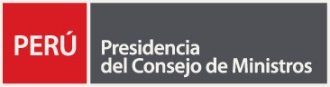 PERÚ
Presidencia
del Consejo de Ministros